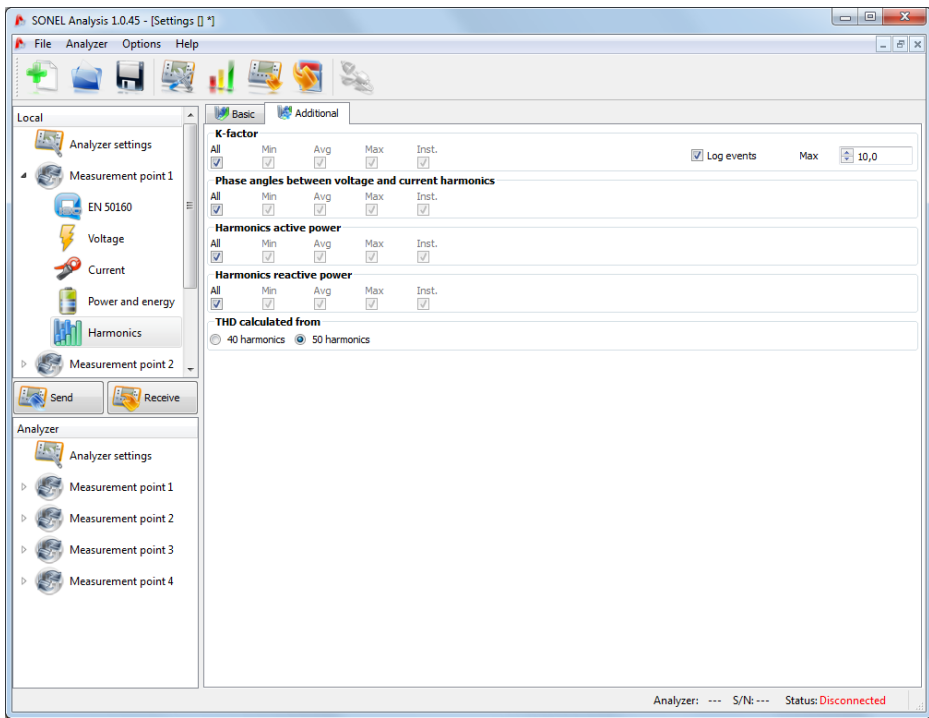 SONEL Analysis 1.0.45 - [Settings [] *]
File Analyzer Options Help
Local
Analyzer settings
Measurement point 1
EN 50160
Voltage
Current
Power and energy
Harmonics
Measurement point 2
Send Receive
Analyzer
Analyzer settings
Measurement point 1
Measurement point 2
Measurement point 3
Measurement point 4
Basic Additional
K-factor
All Min Avg Max Inst.
Log events Max 10,0
Phase angles between voltage and current harmonics
All Min Avg Max Inst.
Harmonics active power
All Min Avg Max Inst.
Harmonics reactive power
All Min Avg Max Inst.
THD calculated from
40 harmonics 50 harmonics
Analyzer: --- S/N: --- Status: Disconnected